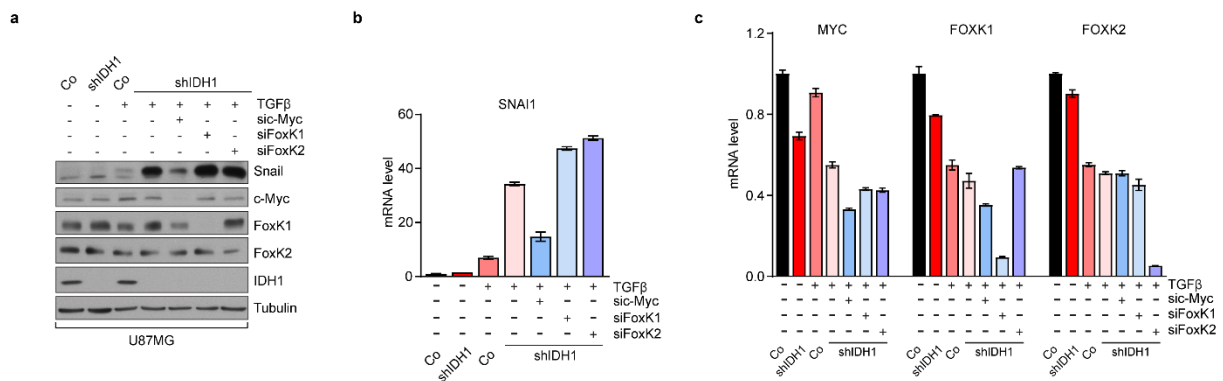 a
Co
shIDH1
Co
shIDH1
- - + + + + + TGFβ
- - - - + - - sic-Myc
- - - - - + - siFoxK1
- - - - - - + siFoxK2
Snail
c-Myc
FoxK1
FoxK2
IDH1
Tubulin
U87MG
b
SNAI1
mRNA level
60
40
20
0
- - + + + + + TGFβ
- - - - + - - sic-Myc
- - - - - + - siFoxK1
- - - - - - + siFoxK2
Co
shIDH1
Co
shIDH1
c
MYC FOXK1 FOXK2
mRNA level
1.2
0.8
0.4
0.0
- - + + + + + - - + + + + + - - + + + + + TGFβ
- - - - + - - - - - - + - - - - - - + - - sic-Myc
- - - - - + - - - - - - + - - - - - - + - siFoxK1
- - - - - - + - - - - - - + - - - - - - + siFoxK2
Co shIDH1 Co shIDH1 Co shIDH1 Co shIDH1 Co shIDH1 Co shIDH1